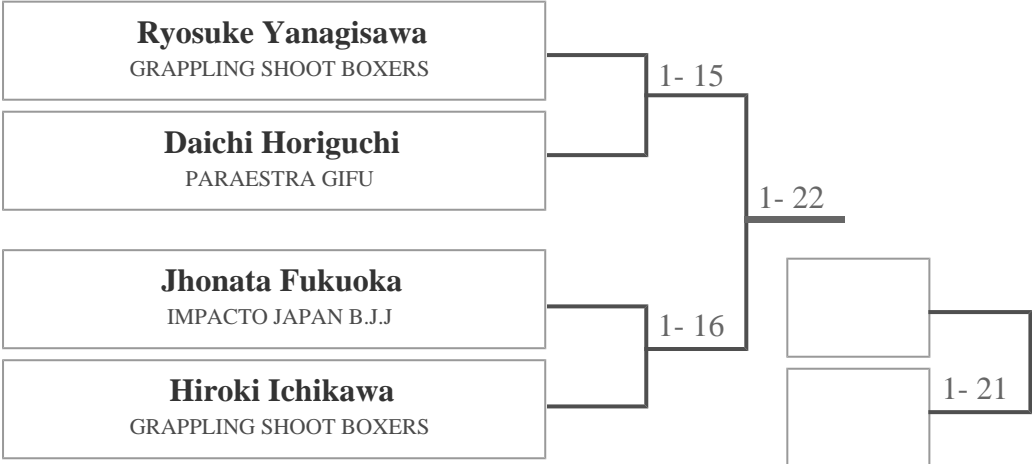 Ryosuke Yanagisawa
GRAPPLING SHOOT BOXERS
1- 15
Daichi Horiguchi
PARAESTRA GIFU
1- 22
Jhonata Fukuoka
IMPACTO JAPAN B.J.J
1- 16
Hiroki Ichikawa
GRAPPLING SHOOT BOXERS
1- 21